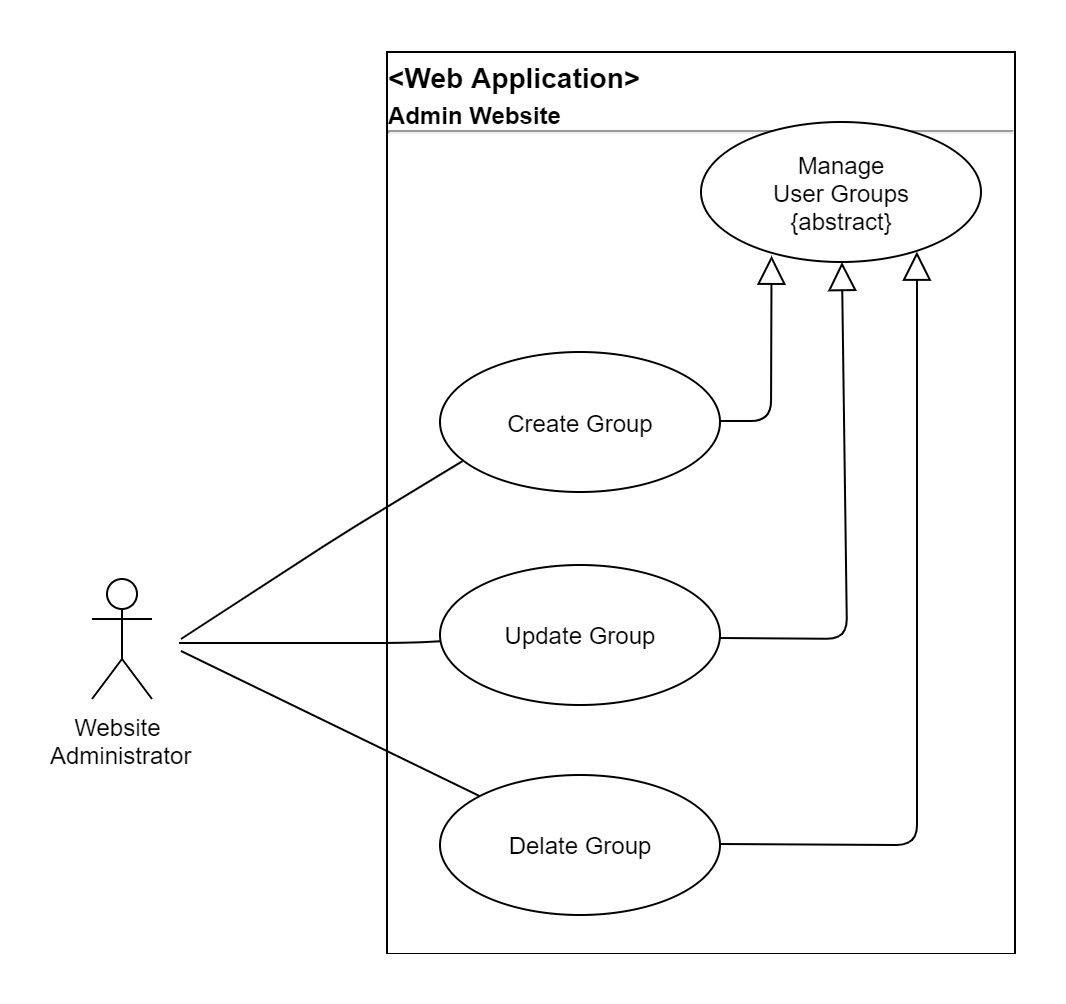 <Web Application>
Admin Website
Manage
User Groups
{abstract}
Create Group
Update Group
Website
Administrator
Delate Group